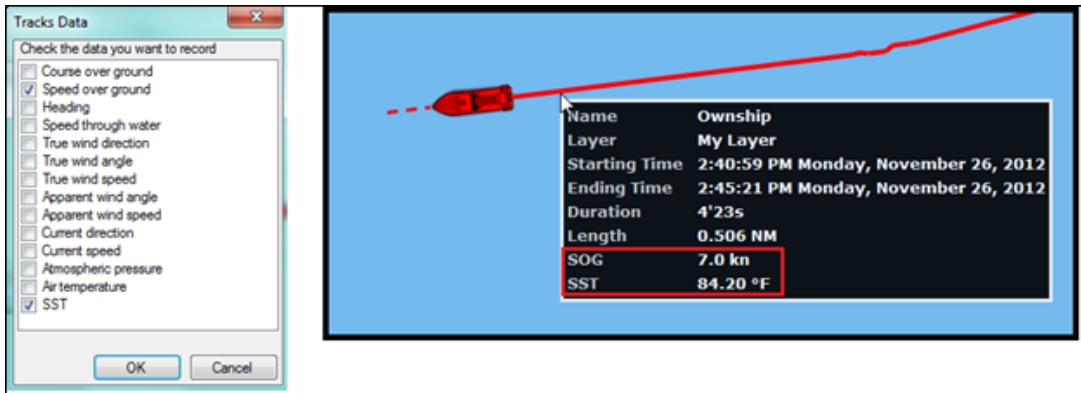 Tracks Data
Check the data you want to record
Course over ground
Speed over ground
Heading
Speed through water
True wind direction
True wind angle
True wind speed
Apparent wind angle
Apparent wind speed
Current direction
Current speed
Atmospheric pressure
Air temperature
SST
OK Cancel
Name Ownship
Layer My Layer
Starting Time 2:40:59 PM Monday, November 26, 2012
Ending Time 2:45:21 PM Monday, November 26, 2012
Duration 4'23s
Length 0.506 NM
SOG 7.0 kn
SST 84.20 °F